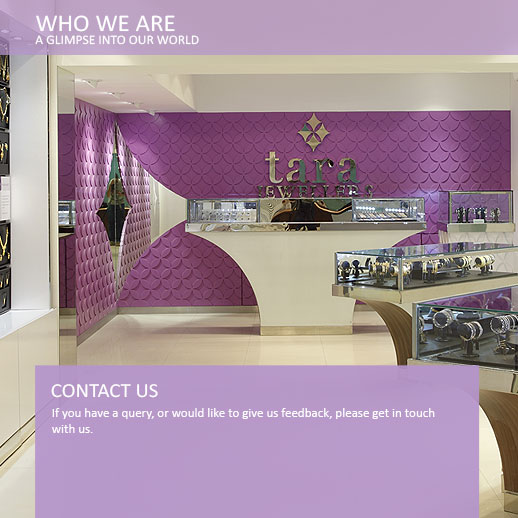 WHO WE ARE
A GLIMPSE INTO OUR WORLD
tara
JEWELLERS
CONTACT US
If you have a query, or would like to give us feedback, please get in touch
with us.